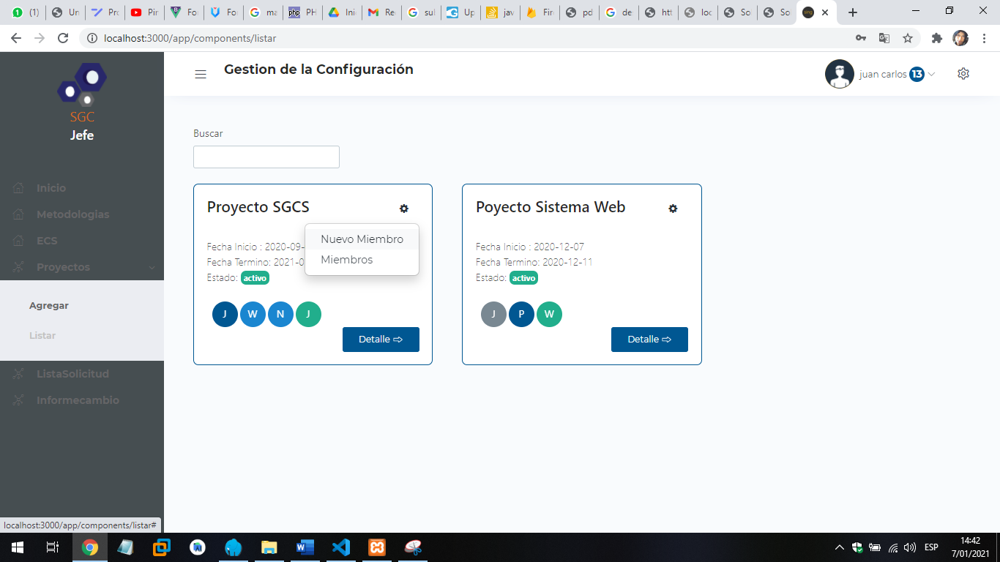 (1)
Un
Pro
Pir
Fo
Fo
ma
php
PH
Ini
Re
sul
Up
jav
Fir
pd
de
htt
loc
So
So
localhost:3000/app/components/listar
SGC
Jefe
Gestion de la Configuración
juan carlos 13
Inicio
Metodologias
ECS
Proyectos
Agregar
Listar
ListaSolicitud
Informecambio
Buscar
Proyecto SGCS
Nuevo Miembro
Miembros
Fecha Inicio : 2020-09-
Fecha Termino: 2021-0
Estado: activo
J W N J
Detalle ⇨
Poyecto Sistema Web
Fecha Inicio : 2020-12-07
Fecha Termino: 2020-12-11
Estado: activo
J P W
Detalle ⇨
localhost:3000/app/components/listar#
ESP
14:42
7/01/2021